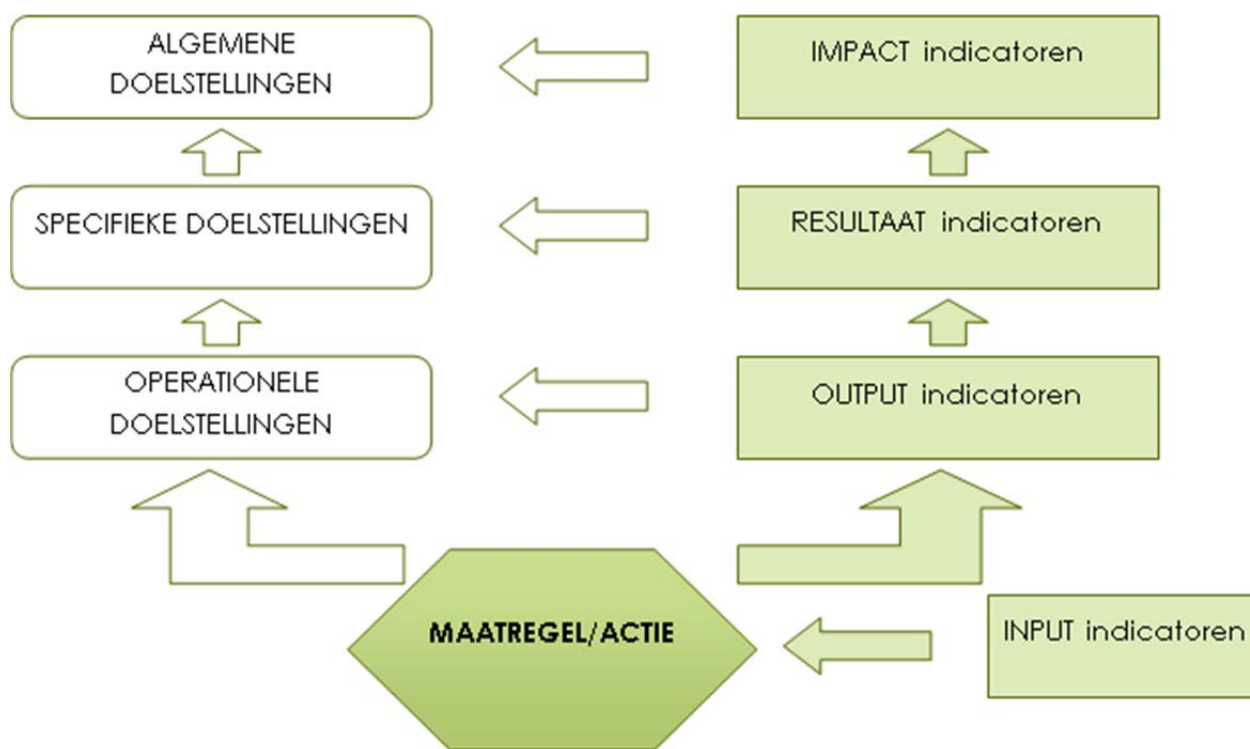 ALGEMENE
DOELSTELLINGEN
IMPACT indicatoren
SPECIFIEKE DOELSTELLINGEN
RESULTAAT indicatoren
OPERATIONELE
DOELSTELLINGEN
OUTPUT indicatoren
MAATREGEL/ACTIE
INPUT indicatoren